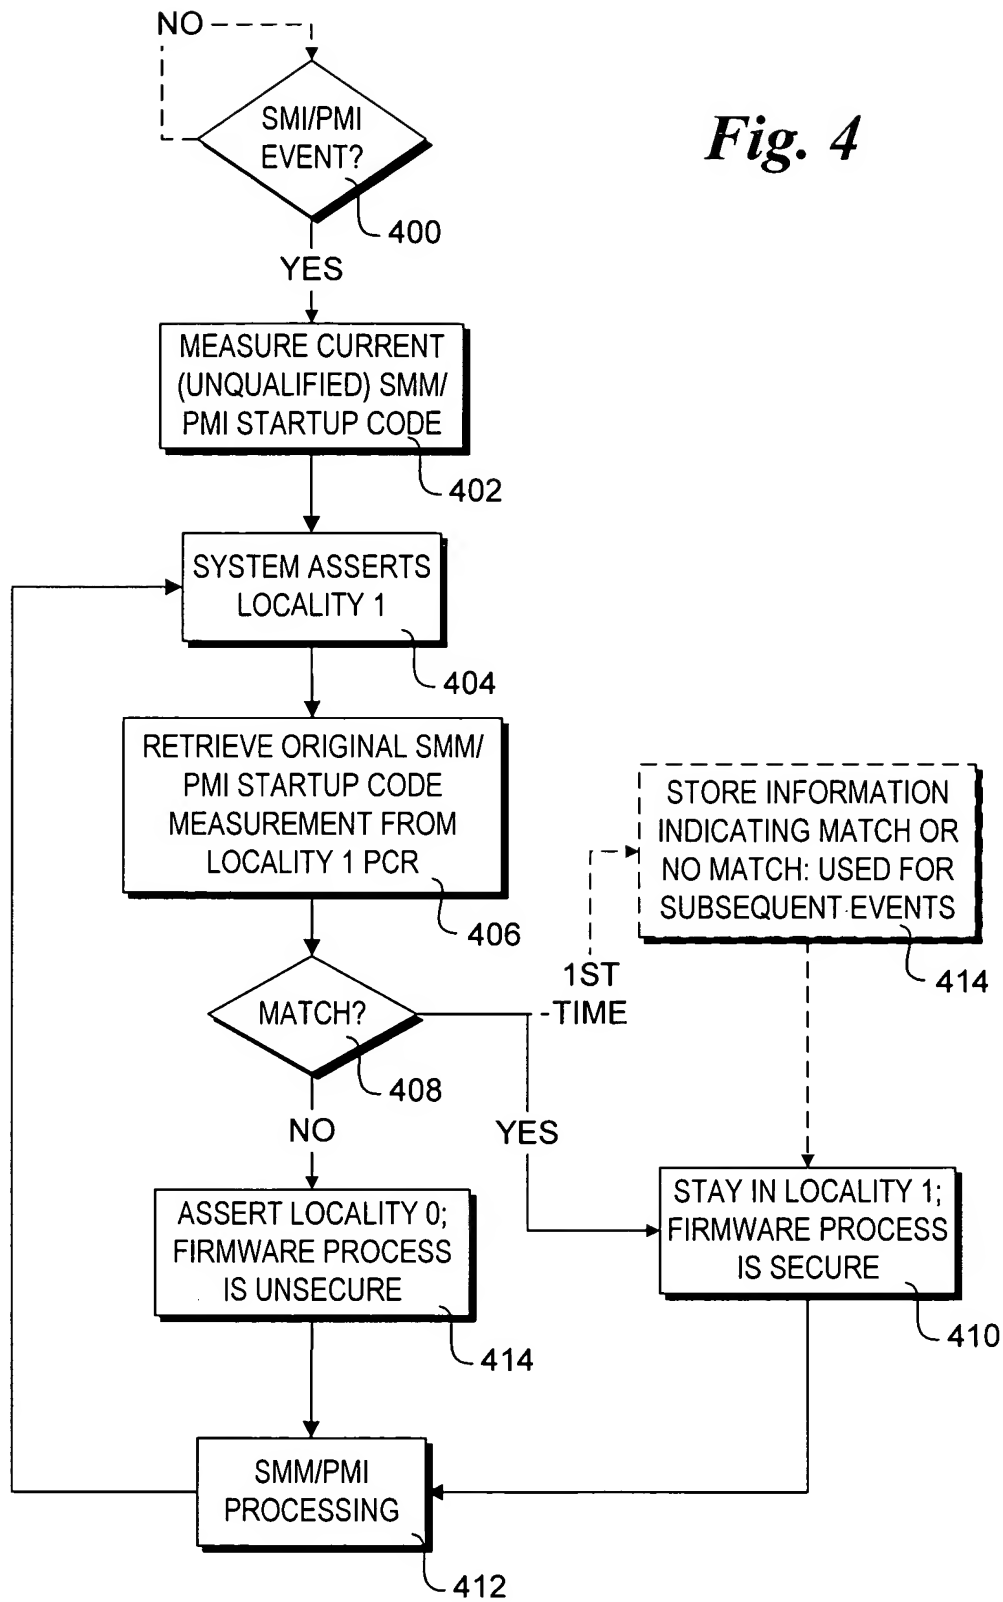 NO
Fig. 4
SMI/PMI
EVENT?
400
YES
MEASURE CURRENT
(UNQUALIFIED) SMM/
PMI STARTUP CODE
402
SYSTEM ASSERTS
LOCALITY 1
404
RETRIEVE ORIGINAL SMM/
PMI STARTUP CODE
MEASUREMENT FROM
LOCALITY 1 PCR
406
STORE INFORMATION
INDICATING MATCH OR
NO MATCH: USED FOR
SUBSEQUENT EVENTS
414
1ST
TIME
MATCH?
408
NO
YES
ASSERT LOCALITY 0;
FIRMWARE PROCESS
IS UNSECURE
414
STAY IN LOCALITY 1;
FIRMWARE PROCESS
IS SECURE
410
SMM/PMI
PROCESSING
412